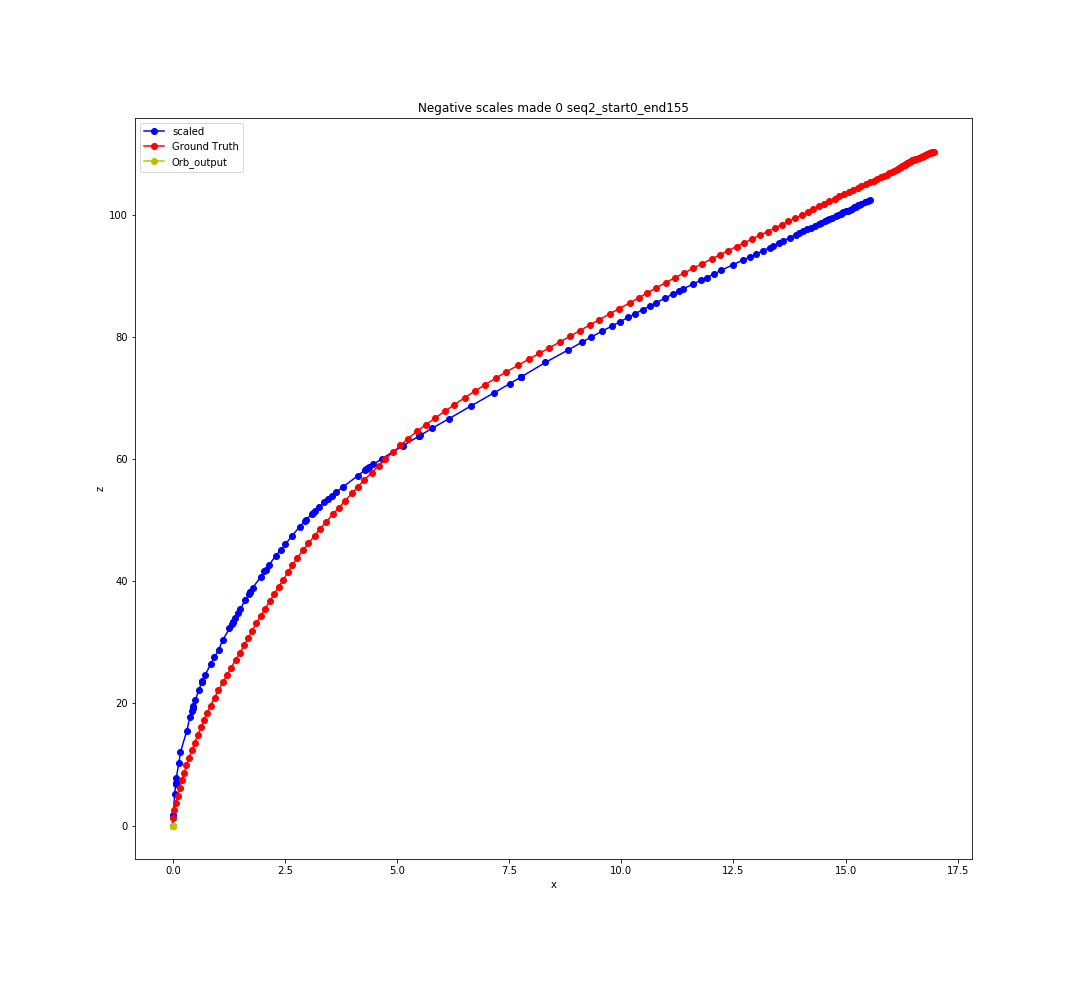 Negative scales made 0 seq2_start0_end155
scaled
Ground Truth
Orb_output
100
80
60
40
20
0
z
0.0 2.5 5.0 7.5 10.0 12.5 15.0 17.5
x